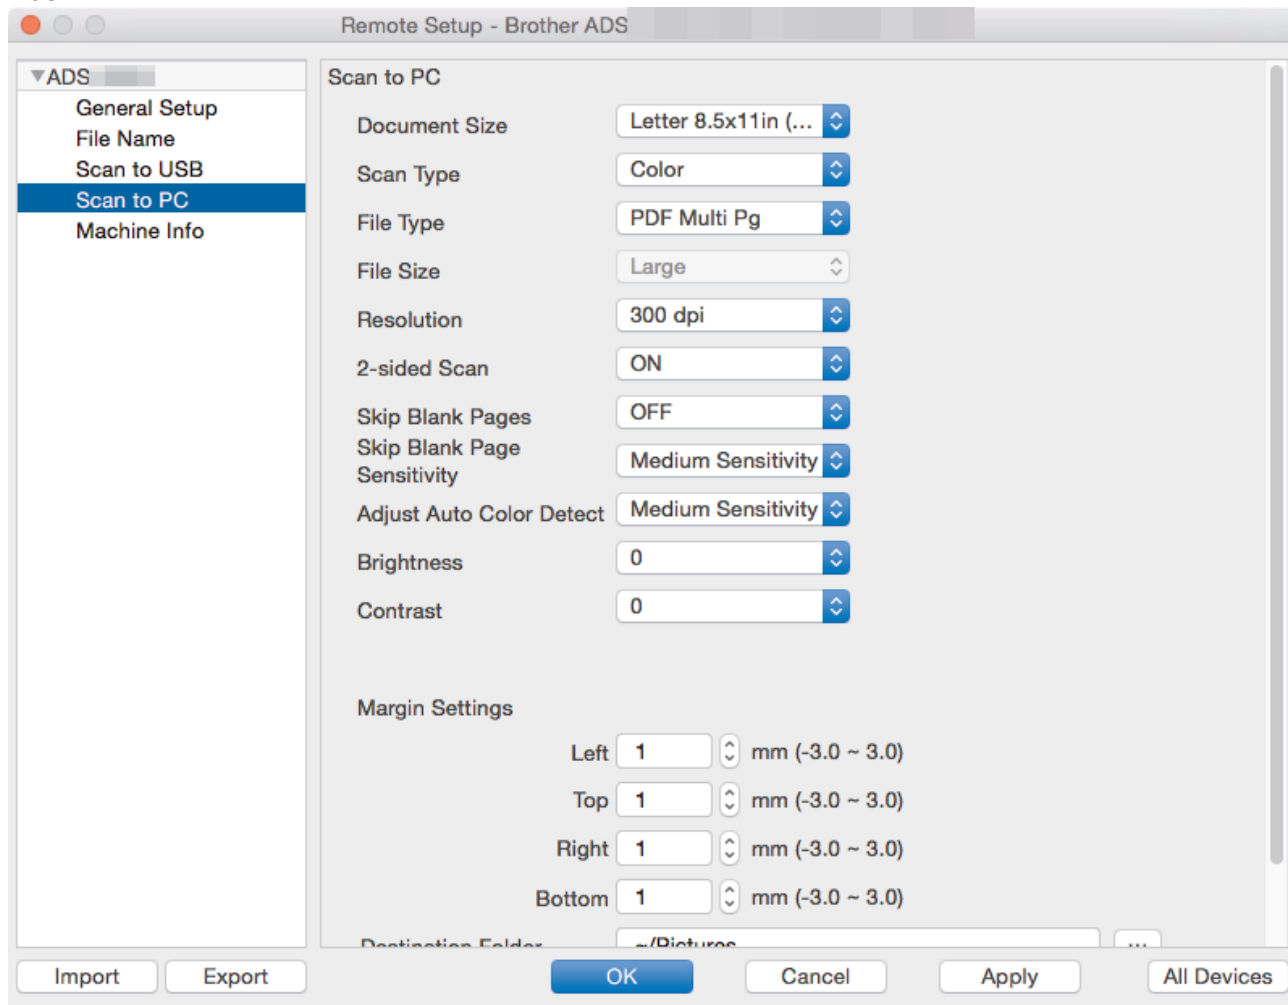 Remote Setup - Brother ADS
ADS
General Setup
File Name
Scan to USB
Scan to PC
Machine Info
Scan to PC
Document Size Letter 8.5x11in (...
Scan Type Color
File Type PDF Multi Pg
File Size Large
Resolution 300 dpi
2-sided Scan ON
Skip Blank Pages OFF
Skip Blank Page
Sensitivity Medium Sensitivity
Adjust Auto Color Detect Medium Sensitivity
Brightness 0
Contrast 0
Margin Settings
Left 1 mm (-3.0 ~ 3.0)
Top 1 mm (-3.0 ~ 3.0)
Right 1 mm (-3.0 ~ 3.0)
Bottom 1 mm (-3.0 ~ 3.0)
Destination Folder ~/Pictures ...
Import Export OK Cancel Apply All Devices